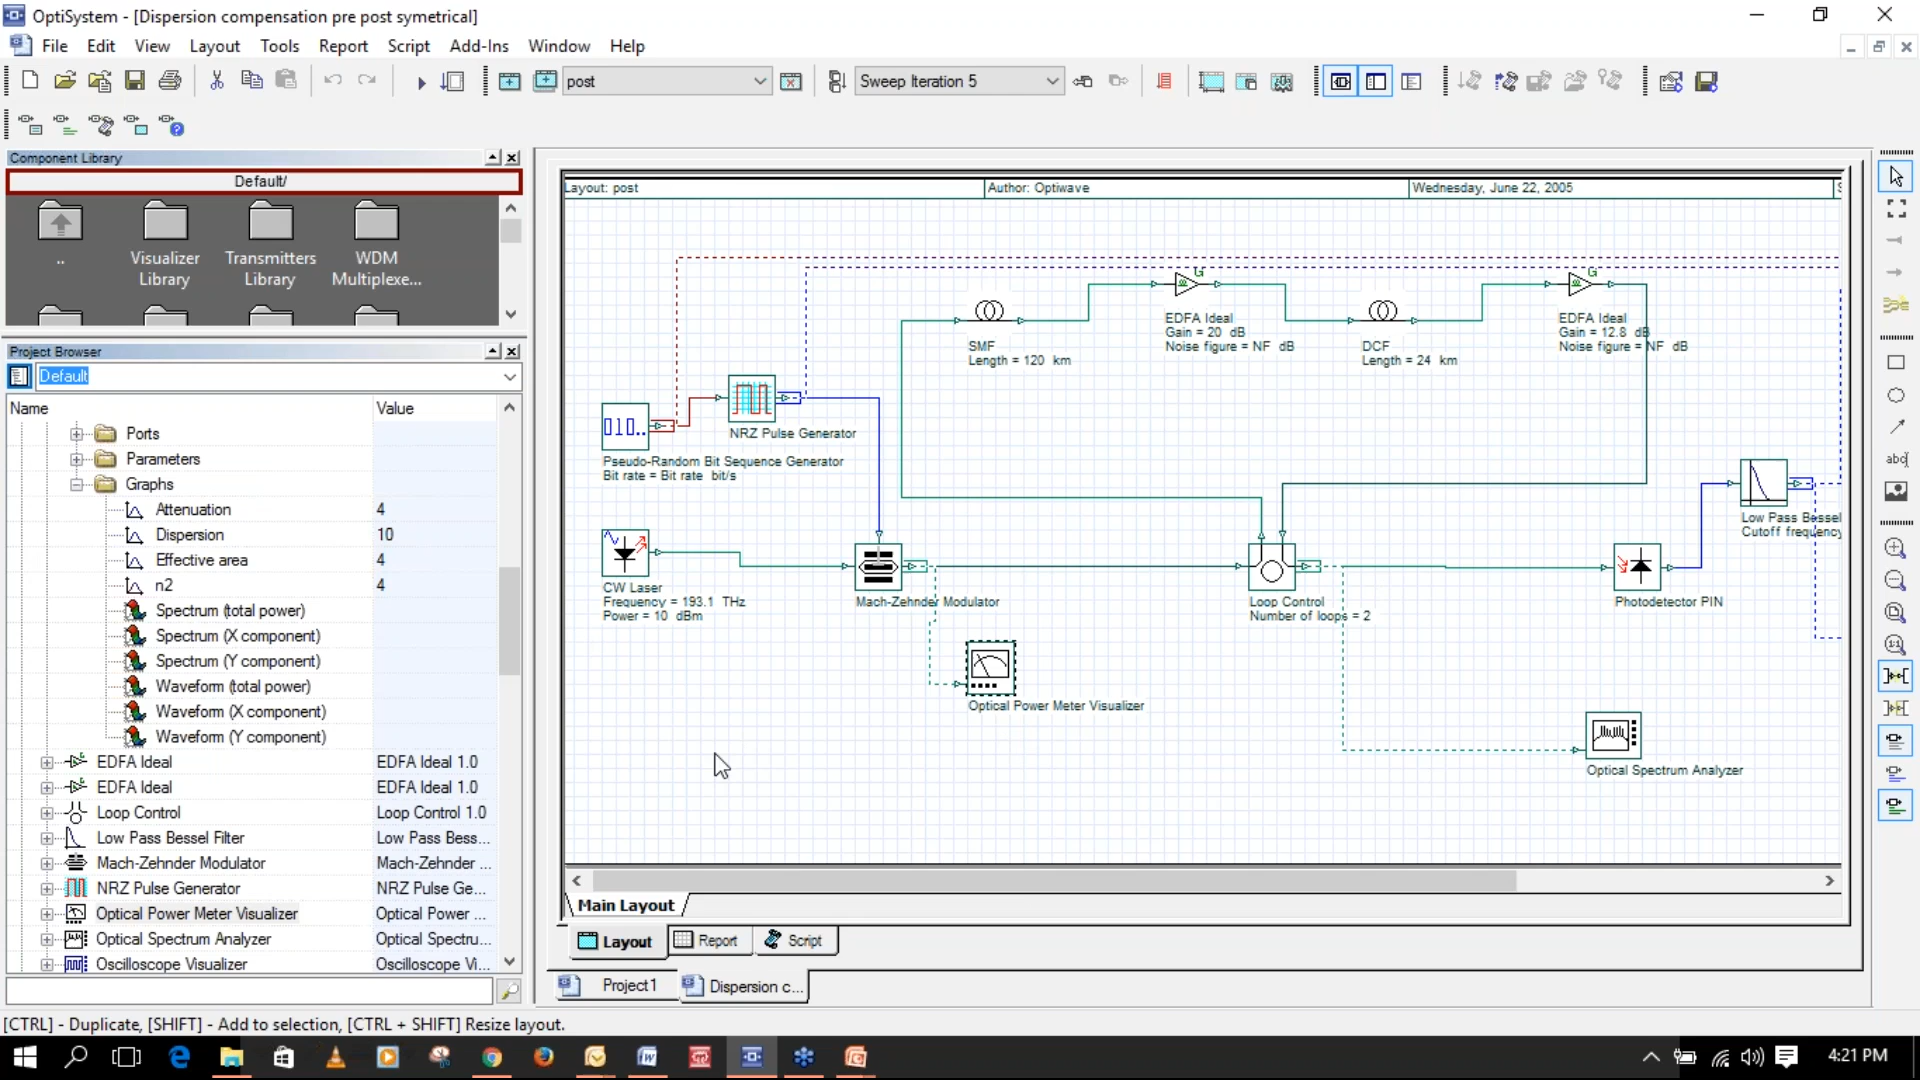 OptiSystem - [Dispersion compensation pre post symetrical]
File Edit View Layout Tools Report Script Add-Ins Window Help
post
Sweep Iteration 5
Component Library
Default/
..
Visualizer Library
Transmitters Library
WDM Multiplexe...
Project Browser
Default
Name Value
Ports
Parameters
Graphs
Attenuation 4
Dispersion 10
Effective area 4
n2 4
Spectrum (total power)
Spectrum (X component)
Spectrum (Y component)
Waveform (total power)
Waveform (X component)
Waveform (Y component)
EDFA Ideal EDFA Ideal 1.0
EDFA Ideal EDFA Ideal 1.0
Loop Control Loop Control 1.0
Low Pass Bessel Filter Low Pass Bess...
Mach-Zehnder Modulator Mach-Zehnder ...
NRZ Pulse Generator NRZ Pulse Ge...
Optical Power Meter Visualizer Optical Power ...
Optical Spectrum Analyzer Optical Spectru...
Oscilloscope Visualizer Oscilloscope Vi...
Layout: post
Author: Optiwave
Wednesday, June 22, 2005
SMF
Length = 120 km
G
EDFA Ideal
Gain = 20 dB
Noise figure = NF dB
DCF
Length = 24 km
G
EDFA Ideal
Gain = 12.8 dB
Noise figure = NF dB
010..
NRZ Pulse Generator
Pseudo-Random Bit Sequence Generator
Bit rate = Bit rate bit/s
CW Laser
Frequency = 193.1 THz
Power = 10 dBm
Mach-Zehnder Modulator
Loop Control
Number of loops = 2
Photodetector PIN
Low Pass Bessel
Cutoff frequency
Optical Power Meter Visualizer
Optical Spectrum Analyzer
abc
1:1
Main Layout
Layout Report Script
Project1 Dispersion c...
[CTRL] - Duplicate, [SHIFT] - Add to selection, [CTRL + SHIFT] Resize layout.
4:21 PM